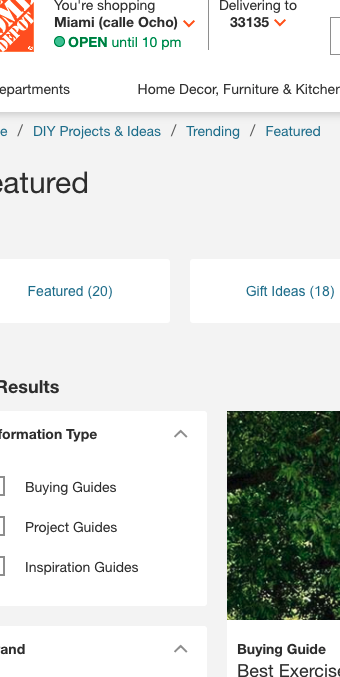 You're shopping
Delivering to
Miami (calle Ocho)
33135
OPEN until 10 pm
epartments
Home Decor, Furniture & Kitchen
e / DIY Projects & Ideas / Trending / Featured
eatured
Featured (20)
Gift Ideas (18)
Results
formation Type
Buying Guides
Project Guides
Inspiration Guides
and
Buying Guide
Best Exercise